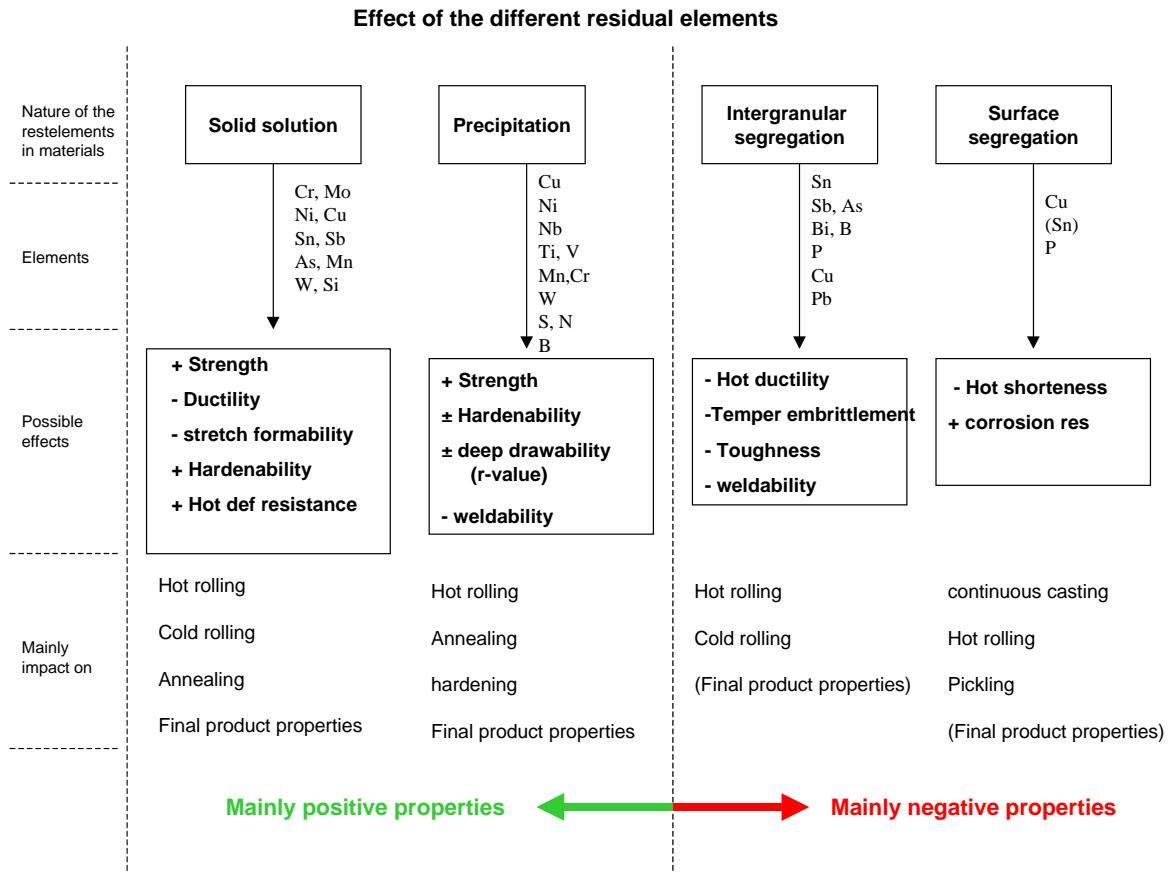 Effect of the different residual elements
Nature of the
restelements
in materials
Solid solution
Precipitation
Intergranular
segregation
Surface
segregation
Elements
Cr, Mo
Ni, Cu
Sn, Sb
As, Mn
W, Si
Cu
Ni
Nb
Ti, V
Mn,Cr
W
S, N
B
Sn
Sb, As
Bi, B
P
Cu
Pb
Cu
(Sn)
P
Possible
effects
+ Strength
- Ductility
- stretch formability
+ Hardenability
+ Hot def resistance
+ Strength
± Hardenability
± deep drawability
(r-value)
- weldability
- Hot ductility
-Temper embrittlement
- Toughness
- weldability
- Hot shorteness
+ corrosion res
Mainly
impact on
Hot rolling
Cold rolling
Annealing
Final product properties
Hot rolling
Annealing
hardening
Final product properties
Hot rolling
Cold rolling
(Final product properties)
continuous casting
Hot rolling
Pickling
(Final product properties)
Mainly positive properties
Mainly negative properties